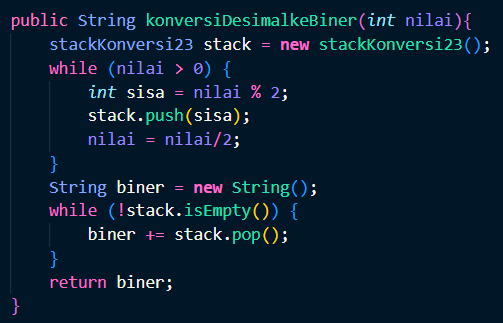 public String konversiDesimalkeBiner(int nilai){
    stackKonversi23 stack = new stackKonversi23();
    while (nilai > 0) {
        int sisa = nilai % 2;
        stack.push(sisa);
        nilai = nilai/2;
    }
    String biner = new String();
    while (!stack.isEmpty()) {
        biner += stack.pop();
    }
    return biner;
}